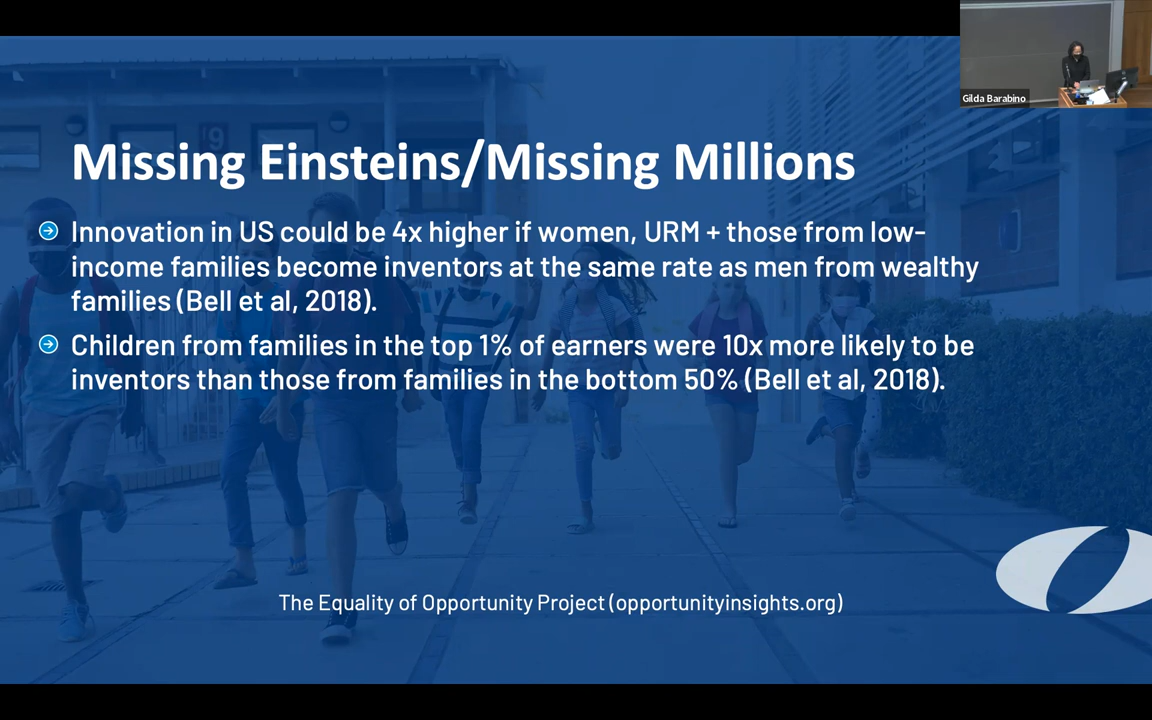 Gilda Barabino
Missing Einsteins/Missing Millions
Innovation in US could be 4x higher if women, URM + those from low-
income families become inventors at the same rate as men from wealthy
families (Bell et al, 2018).
Children from families in the top 1% of earners were 10x more likely to be
inventors than those from families in the bottom 50% (Bell et al, 2018).
The Equality of Opportunity Project (opportunityinsights.org)